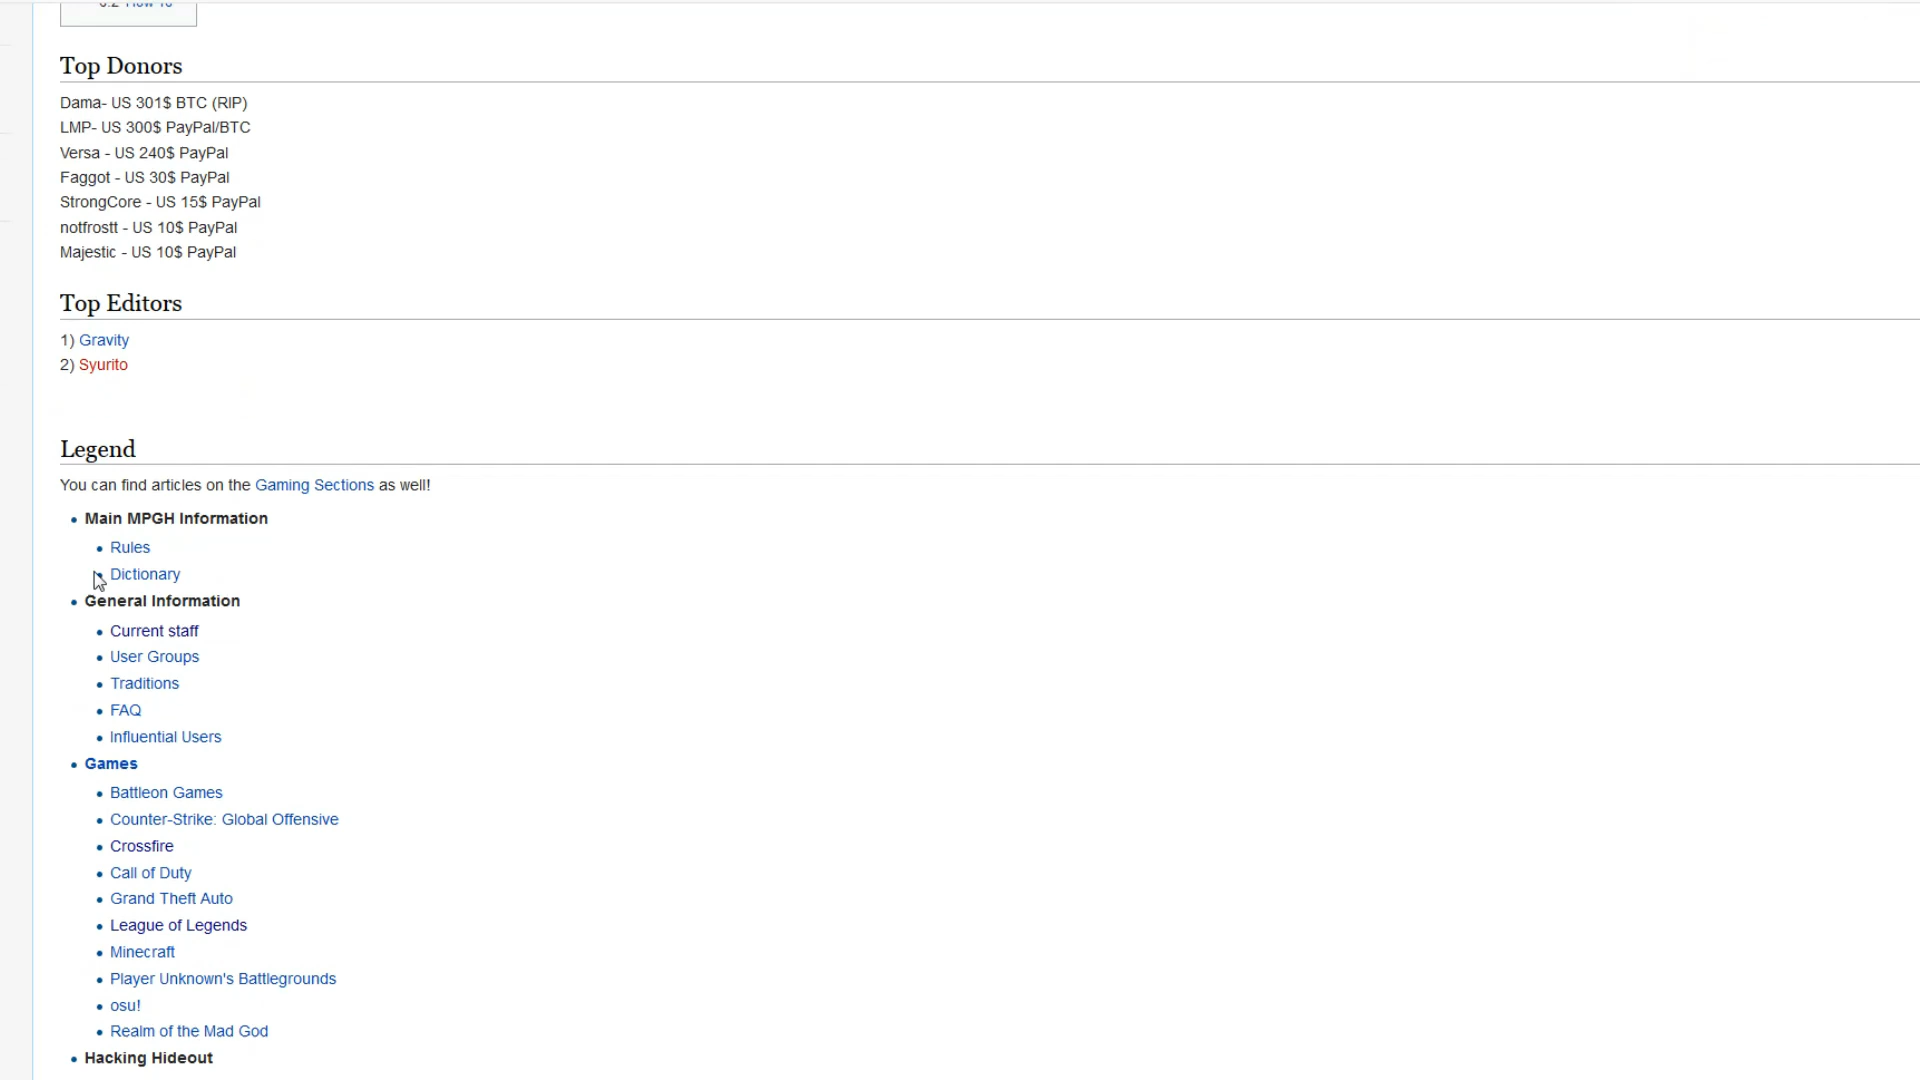 Top Donors
Dama- US 301$ BTC (RIP)
LMP- US 300$ PayPal/BTC
Versa - US 240$ PayPal
Faggot - US 30$ PayPal
StrongCore - US 15$ PayPal
notfrostt - US 10$ PayPal
Majestic - US 10$ PayPal
Top Editors
1) Gravity
2) Syurito
Legend
You can find articles on the Gaming Sections as well!
Main MPGH Information
Rules
Dictionary
General Information
Current staff
User Groups
Traditions
FAQ
Influential Users
Games
Battleon Games
Counter-Strike: Global Offensive
Crossfire
Call of Duty
Grand Theft Auto
League of Legends
Minecraft
Player Unknown's Battlegrounds
osu!
Realm of the Mad God
Hacking Hideout